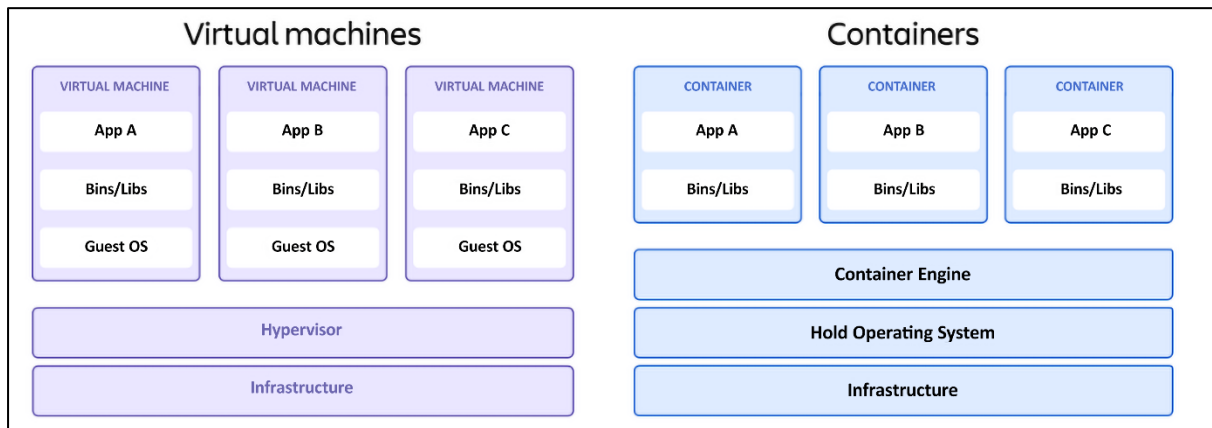 Virtual machines
VIRTUAL MACHINE
App A
Bins/Libs
Guest OS
VIRTUAL MACHINE
App B
Bins/Libs
Guest OS
VIRTUAL MACHINE
App C
Bins/Libs
Guest OS
Hypervisor
Infrastructure
Containers
CONTAINER
App A
Bins/Libs
CONTAINER
App B
Bins/Libs
CONTAINER
App C
Bins/Libs
Container Engine
Hold Operating System
Infrastructure